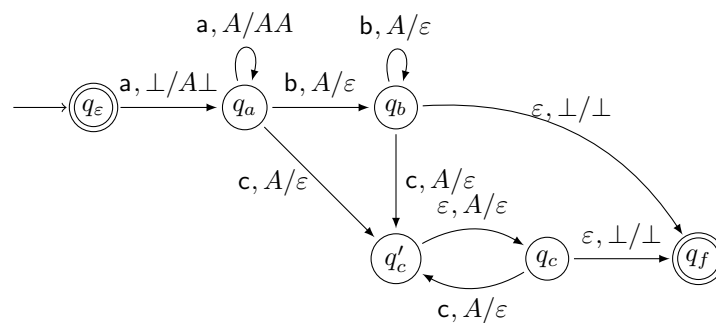 a, A/AA
b, A/ε
a, ⊥/A⊥
b, A/ε
ε, ⊥/⊥
q_ε
q_a
q_b
c, A/ε
c, A/ε
ε, A/ε
ε, ⊥/⊥
q'_c
q_c
q_f
c, A/ε